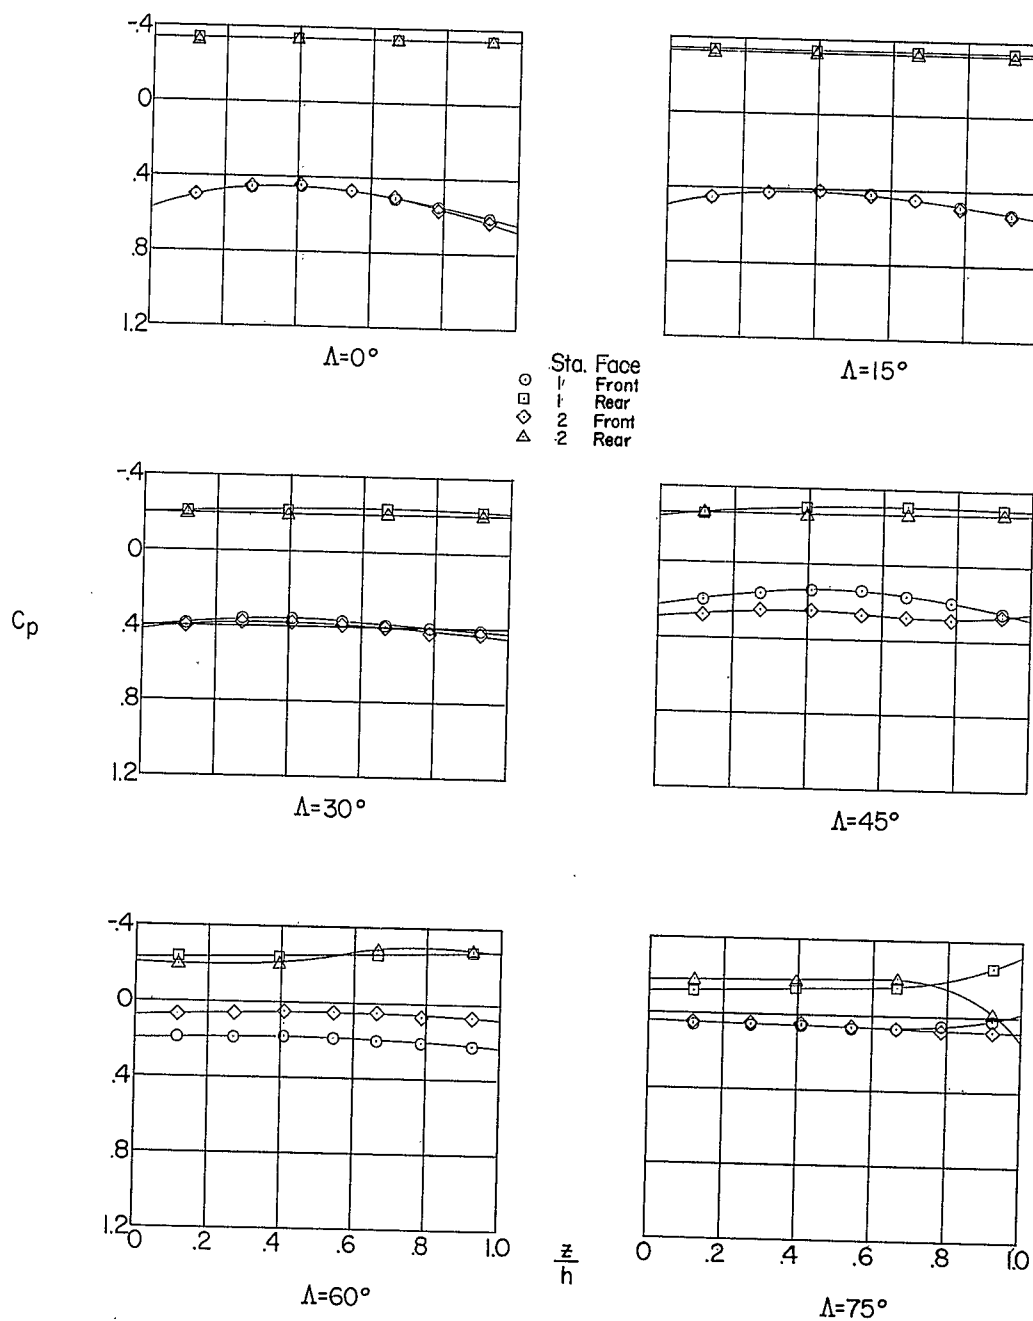 -.4
0
.4
.8
1.2
Λ=0°
Λ=15°
Sta. Face
1 Front
1 Rear
2 Front
2 Rear
-.4
0
.4
.8
1.2
Cp
Λ=30°
Λ=45°
-.4
0
.4
.8
1.2
0 .2 .4 .6 .8 1.0
z/h
0 .2 .4 .6 .8 1.0
Λ=60°
Λ=75°